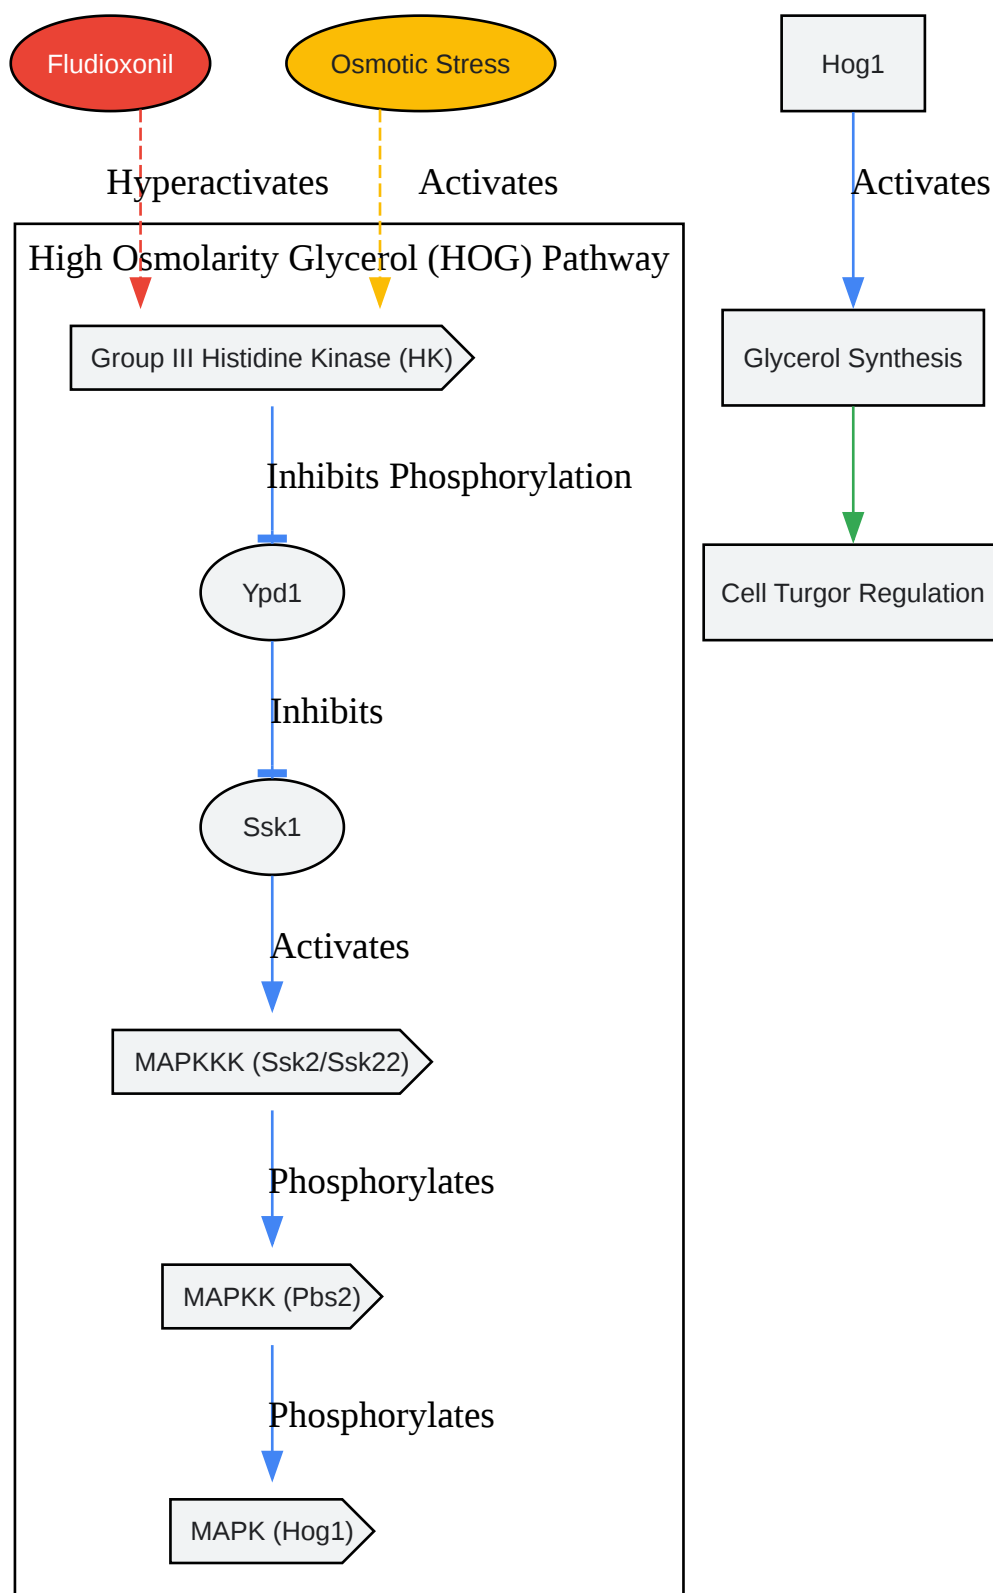 Fludioxonil
Osmotic Stress
Hog1
Hyperactivates
Activates
Activates
High Osmolarity Glycerol (HOG) Pathway
Group III Histidine Kinase (HK)
Glycerol Synthesis
Inhibits Phosphorylation
Ypd1
Cell Turgor Regulation
Inhibits
Ssk1
Activates
MAPKKK (Ssk2/Ssk22)
Phosphorylates
MAPKK (Pbs2)
Phosphorylates
MAPK (Hog1)